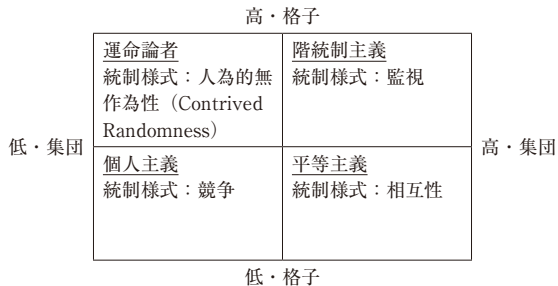 高・格子
運命論者
統制様式：人為的無
作為性（Contrived
Randomness）
階統制主義
統制様式：監視
低・集団
高・集団
個人主義
統制様式：競争
平等主義
統制様式：相互性
低・格子